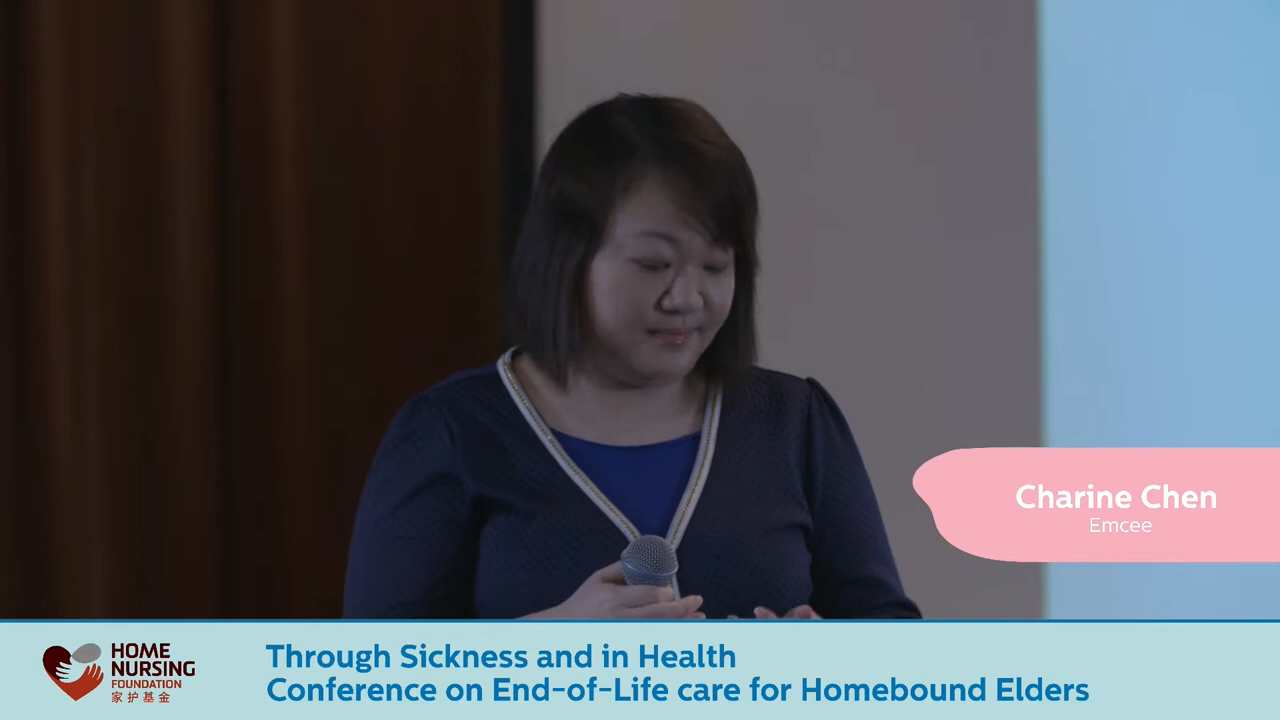 Charine Chen
Emcee
HOME
NURSING
FOUNDATION
家护基金
Through Sickness and in Health
Conference on End-of-Life care for Homebound Elders